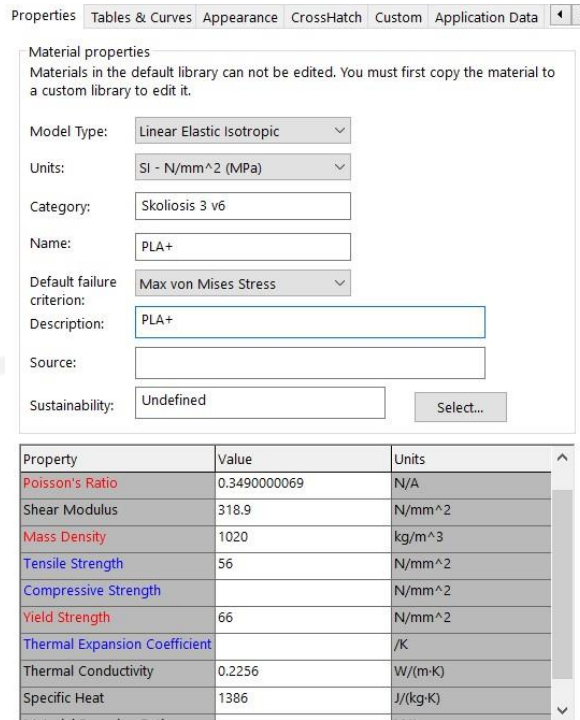 Properties Tables & Curves Appearance CrossHatch Custom Application Data
Material properties
Materials in the default library can not be edited. You must first copy the material to
a custom library to edit it.
Model Type: Linear Elastic Isotropic
Units: SI - N/mm^2 (MPa)
Category: Skoliosis 3 v6
Name: PLA+
Default failure criterion: Max von Mises Stress
Description: PLA+
Source:
Sustainability: Undefined Select...
Property Value Units
Poisson's Ratio 0.3490000069 N/A
Shear Modulus 318.9 N/mm^2
Mass Density 1020 kg/m^3
Tensile Strength 56 N/mm^2
Compressive Strength N/mm^2
Yield Strength 66 N/mm^2
Thermal Expansion Coefficient /K
Thermal Conductivity 0.2256 W/(m·K)
Specific Heat 1386 J/(kg·K)